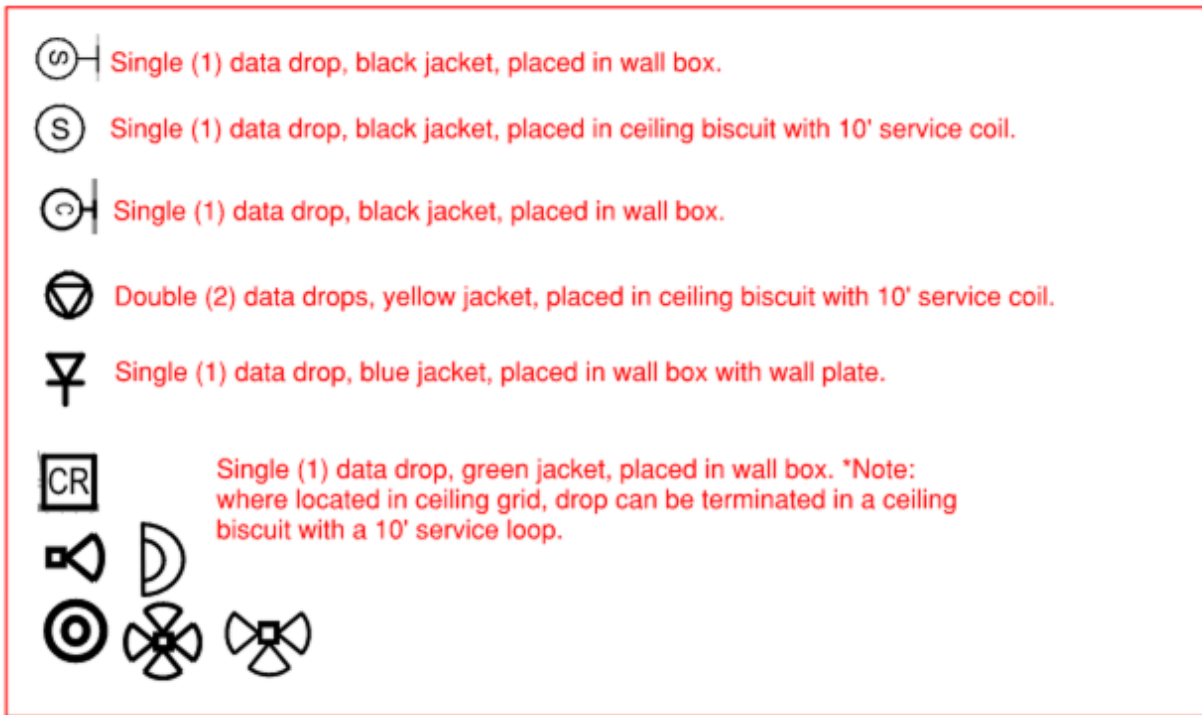 S Single (1) data drop, black jacket, placed in wall box.
S Single (1) data drop, black jacket, placed in ceiling biscuit with 10' service coil.
C Single (1) data drop, black jacket, placed in wall box.
Double (2) data drops, yellow jacket, placed in ceiling biscuit with 10' service coil.
Single (1) data drop, blue jacket, placed in wall box with wall plate.
CR Single (1) data drop, green jacket, placed in wall box. *Note:
where located in ceiling grid, drop can be terminated in a ceiling
biscuit with a 10' service loop.